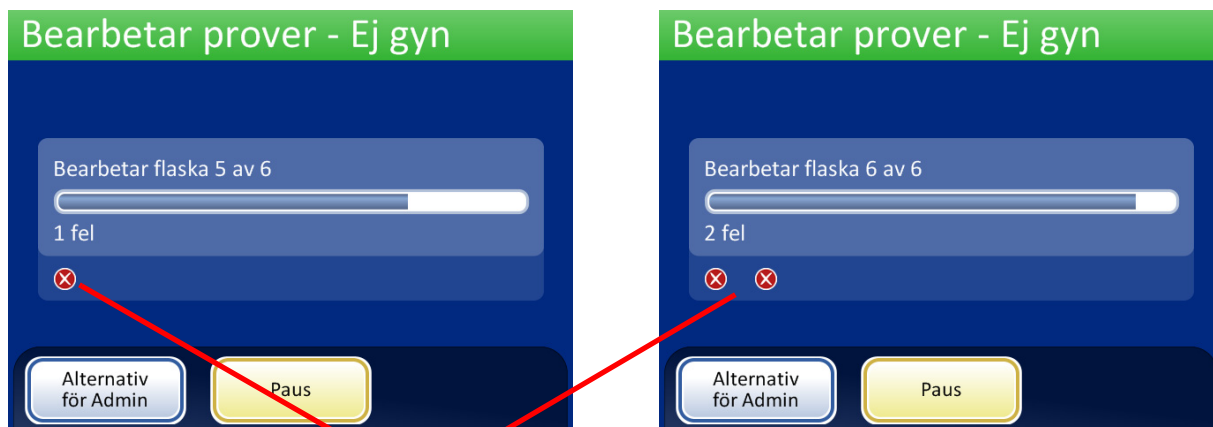 Bearbetar prover - Ej gyn
Bearbetar flaska 5 av 6
1 fel
Alternativ
för Admin
Paus
Bearbetar prover - Ej gyn
Bearbetar flaska 6 av 6
2 fel
Alternativ
för Admin
Paus